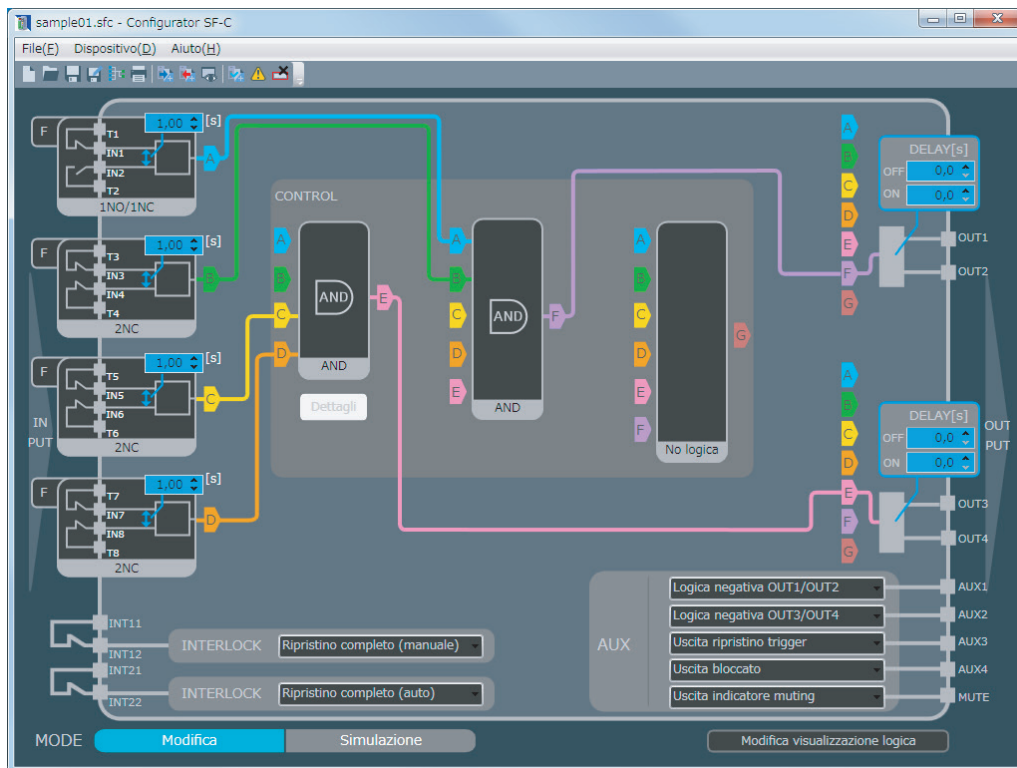 sample01.sfc - Configurator SF-C
File(F) Dispositivo(D) Aiuto(H)
F
T1
IN1
IN2
T2
1NO/1NC
1,00 [s]
A
F
T3
IN3
IN4
T4
2NC
1,00 [s]
B
F
T5
IN5
IN6
T6
2NC
1,00 [s]
C
F
T7
IN7
IN8
T8
2NC
1,00 [s]
D
IN
PUT
CONTROL
A
B
C
D
AND
AND
Dettagli
E
A
B
C
D
E
AND
AND
F
A
B
C
D
E
F
No logica
G
A
B
C
D
E
F
G
DELAY[s]
OFF 0,0
ON 0,0
OUT1
OUT2
A
B
C
D
E
F
G
DELAY[s]
OFF 0,0
ON 0,0
OUT3
OUT4
OUT
PUT
INT11
INT12
INTERLOCK Ripristino completo (manuale)
INT21
INT22
INTERLOCK Ripristino completo (auto)
AUX
Logica negativa OUT1/OUT2 AUX1
Logica negativa OUT3/OUT4 AUX2
Uscita ripristino trigger AUX3
Uscita bloccato AUX4
Uscita indicatore muting MUTE
MODE Modifica Simulazione Modifica visualizzazione logica